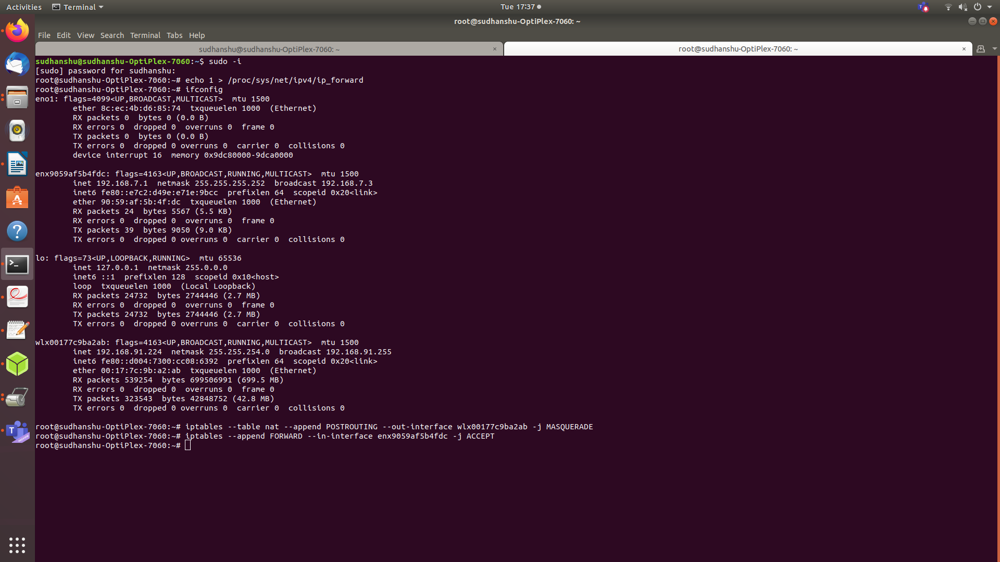 Activities Terminal Tue 17:37
root@sudhanshu-OptiPlex-7060: ~
File Edit View Search Terminal Tabs Help
sudhanshu@sudhanshu-OptiPlex-7060: ~ × root@sudhanshu-OptiPlex-7060: ~ ×
sudhanshu@sudhanshu-OptiPlex-7060:~$ sudo -i
[sudo] password for sudhanshu:
root@sudhanshu-OptiPlex-7060:~# echo 1 > /proc/sys/net/ipv4/ip_forward
root@sudhanshu-OptiPlex-7060:~# ifconfig
eno1: flags=4099<UP,BROADCAST,MULTICAST>  mtu 1500
        ether 8c:ec:4b:d6:85:74  txqueuelen 1000  (Ethernet)
        RX packets 0  bytes 0 (0.0 B)
        RX errors 0  dropped 0  overruns 0  frame 0
        TX packets 0  bytes 0 (0.0 B)
        TX errors 0  dropped 0 overruns 0  carrier 0  collisions 0
        device interrupt 16  memory 0x9dc80000-9dca0000
enx9059af5b4fdc: flags=4163<UP,BROADCAST,RUNNING,MULTICAST>  mtu 1500
        inet 192.168.7.1  netmask 255.255.255.252  broadcast 192.168.7.3
        inet6 fe80::e7c2:d49e:e71e:9bcc  prefixlen 64  scopeid 0x20<link>
        ether 90:59:af:5b:4f:dc  txqueuelen 1000  (Ethernet)
        RX packets 24  bytes 5567 (5.5 KB)
        RX errors 0  dropped 0  overruns 0  frame 0
        TX packets 39  bytes 9050 (9.0 KB)
        TX errors 0  dropped 0 overruns 0  carrier 0  collisions 0
lo: flags=73<UP,LOOPBACK,RUNNING>  mtu 65536
        inet 127.0.0.1  netmask 255.0.0.0
        inet6 ::1  prefixlen 128  scopeid 0x10<host>
        loop  txqueuelen 1000  (Local Loopback)
        RX packets 24732  bytes 2744446 (2.7 MB)
        RX errors 0  dropped 0  overruns 0  frame 0
        TX packets 24732  bytes 2744446 (2.7 MB)
        TX errors 0  dropped 0 overruns 0  carrier 0  collisions 0
wlx00177c9ba2ab: flags=4163<UP,BROADCAST,RUNNING,MULTICAST>  mtu 1500
        inet 192.168.91.224  netmask 255.255.254.0  broadcast 192.168.91.255
        inet6 fe80::d004:7300:cc08:6392  prefixlen 64  scopeid 0x20<link>
        ether 00:17:7c:9b:a2:ab  txqueuelen 1000  (Ethernet)
        RX packets 539254  bytes 699506991 (699.5 MB)
        RX errors 0  dropped 0  overruns 0  frame 0
        TX packets 323543  bytes 42848752 (42.8 MB)
        TX errors 0  dropped 0 overruns 0  carrier 0  collisions 0
root@sudhanshu-OptiPlex-7060:~# iptables --table nat --append POSTROUTING --out-interface wlx00177c9ba2ab -j MASQUERADE
root@sudhanshu-OptiPlex-7060:~# iptables --append FORWARD --in-interface enx9059af5b4fdc -j ACCEPT
root@sudhanshu-OptiPlex-7060:~#